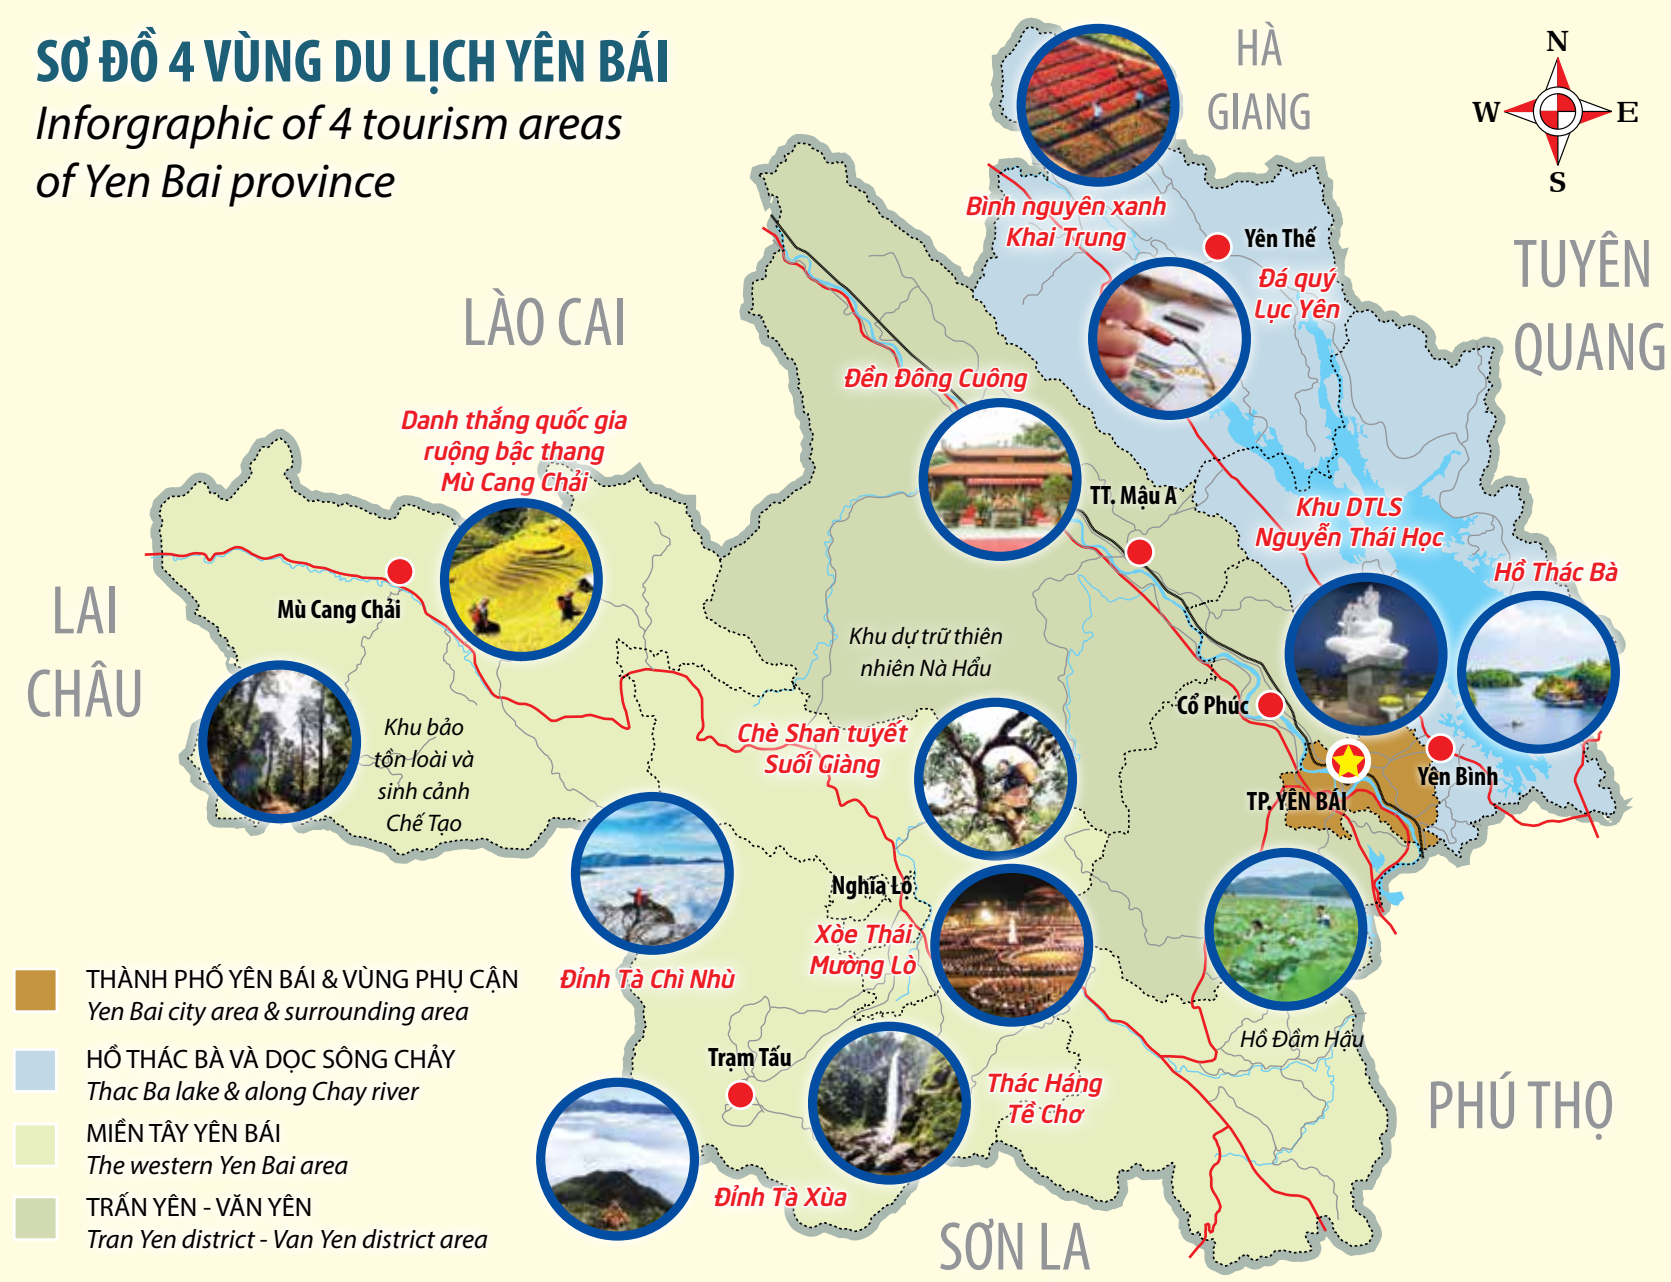 SƠ ĐỒ 4 VÙNG DU LỊCH YÊN BÁI
Inforgraphic of 4 tourism areas
of Yen Bai province
HÀ
GIANG
N
W
E
S
Bình nguyên xanh
Khai Trung
Yên Thế
Đá quý
Lục Yên
TUYÊN
QUANG
LÀO CAI
Đền Đông Cuông
Danh thắng quốc gia
ruộng bậc thang
Mù Cang Chải
TT. Mậu A
Khu DTLS
Nguyễn Thái Học
Hồ Thác Bà
LAI
CHÂU
Mù Cang Chải
Khu dự trữ thiên
nhiên Nà Hẩu
Cổ Phúc
Khu bảo
tồn loài và
sinh cảnh
Chế Tạo
Chè Shan tuyết
Suối Giàng
Yên Bình
TP. YÊN BÁI
Nghĩa Lộ
Xòe Thái
Mường Lò
Đỉnh Tà Chì Nhù
THÀNH PHỐ YÊN BÁI & VÙNG PHỤ CẬN
Yen Bai city area & surrounding area
HỒ THÁC BÀ VÀ DỌC SÔNG CHẢY
Thac Ba lake & along Chay river
MIỀN TÂY YÊN BÁI
The western Yen Bai area
TRẤN YÊN - VĂN YÊN
Tran Yen district - Van Yen district area
Trạm Tấu
Hồ Đầm Hậu
Thác Háng
Tề Chơ
PHÚ THỌ
Đỉnh Tà Xùa
SƠN LA